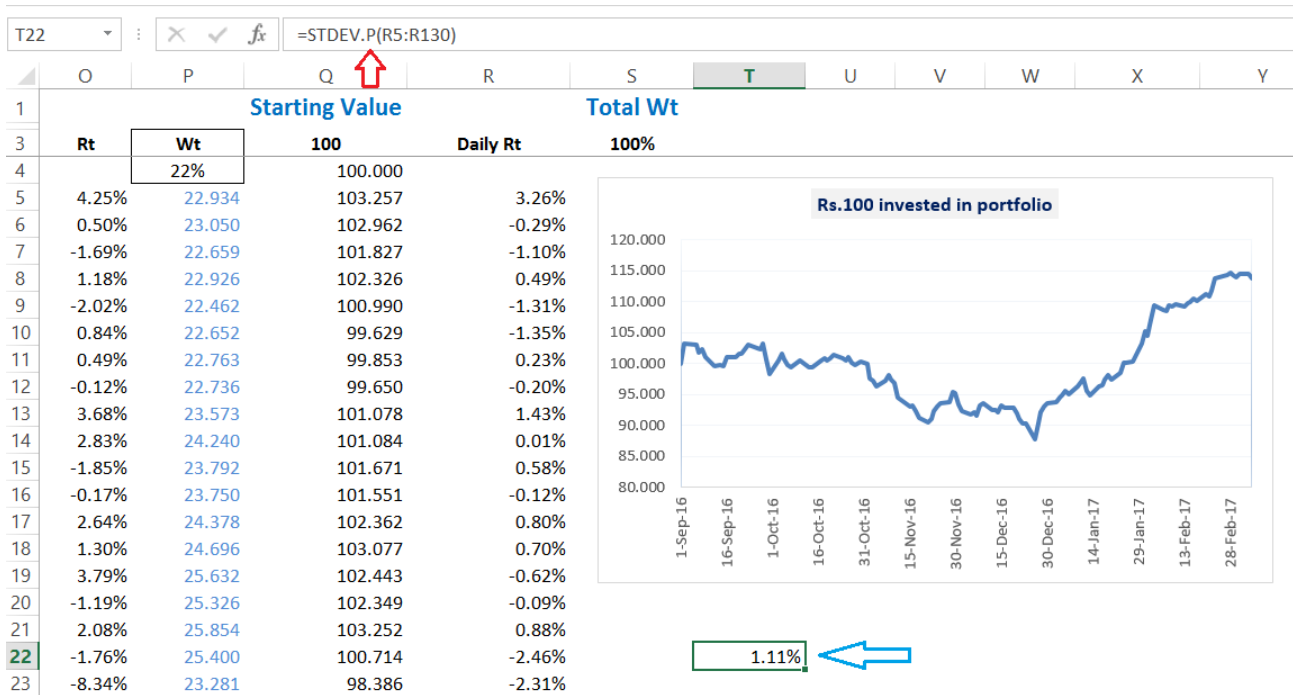 T22 fx =STDEV.P(R5:R130)
O P Q R S T U V W X Y
1 Starting Value Total Wt
3 Rt Wt 100 Daily Rt 100%
4 22% 100.000
5 4.25% 22.934 103.257 3.26%
6 0.50% 23.050 102.962 -0.29%
7 -1.69% 22.659 101.827 -1.10%
8 1.18% 22.926 102.326 0.49%
9 -2.02% 22.462 100.990 -1.31%
10 0.84% 22.652 99.629 -1.35%
11 0.49% 22.763 99.853 0.23%
12 -0.12% 22.736 99.650 -0.20%
13 3.68% 23.573 101.078 1.43%
14 2.83% 24.240 101.084 0.01%
15 -1.85% 23.792 101.671 0.58%
16 -0.17% 23.750 101.551 -0.12%
17 2.64% 24.378 102.362 0.80%
18 1.30% 24.696 103.077 0.70%
19 3.79% 25.632 102.443 -0.62%
20 -1.19% 25.326 102.349 -0.09%
21 2.08% 25.854 103.252 0.88%
22 -1.76% 25.400 100.714 -2.46% 1.11%
23 -8.34% 23.281 98.386 -2.31%
Rs.100 invested in portfolio
120.000
115.000
110.000
105.000
100.000
95.000
90.000
85.000
80.000
1-Sep-16 16-Sep-16 1-Oct-16 16-Oct-16 31-Oct-16 15-Nov-16 30-Nov-16 15-Dec-16 30-Dec-16 14-Jan-17 29-Jan-17 13-Feb-17 28-Feb-17